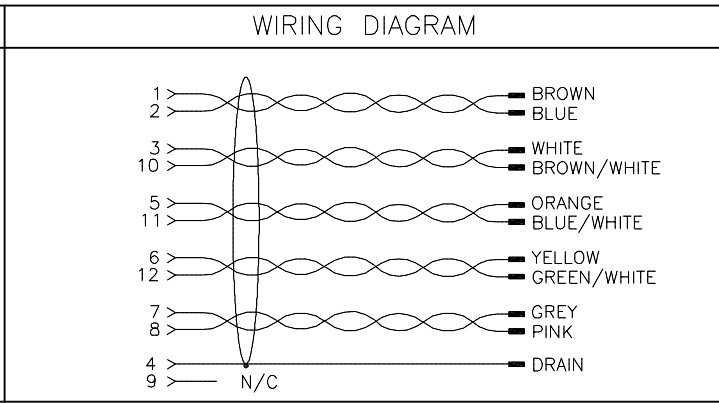 WIRING DIAGRAM
1 BROWN
2 BLUE
3 WHITE
10 BROWN/WHITE
5 ORANGE
11 BLUE/WHITE
6 YELLOW
12 GREEN/WHITE
7 GREY
8 PINK
4 DRAIN
9 N/C